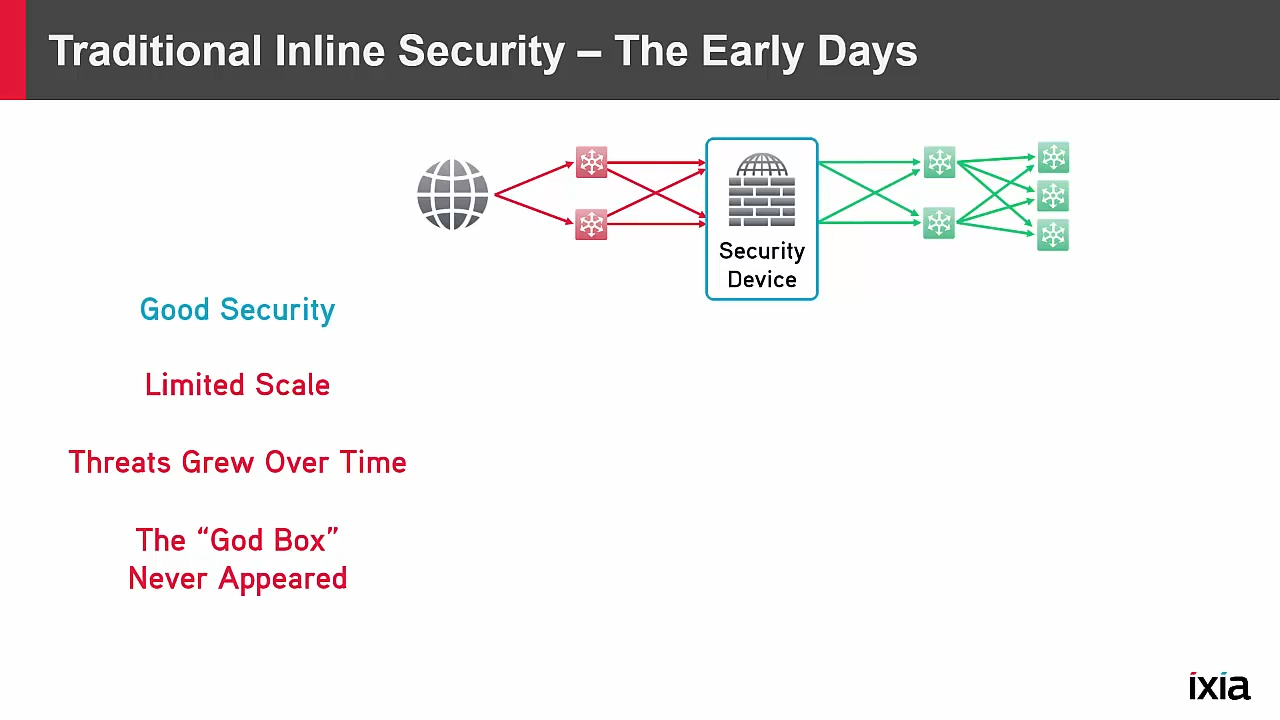 Traditional Inline Security – The Early Days
Security
Device
Good Security
Limited Scale
Threats Grew Over Time
The “God Box”
Never Appeared
ixia